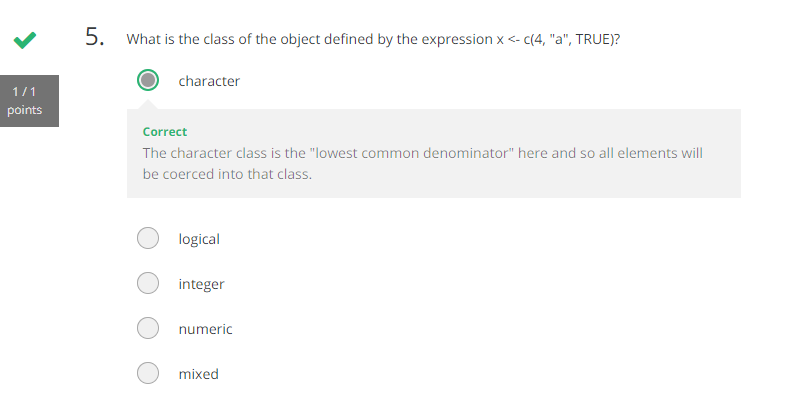 5. What is the class of the object defined by the expression x <- c(4, "a", TRUE)?
1 / 1
points
character
Correct
The character class is the "lowest common denominator" here and so all elements will
be coerced into that class.
logical
integer
numeric
mixed